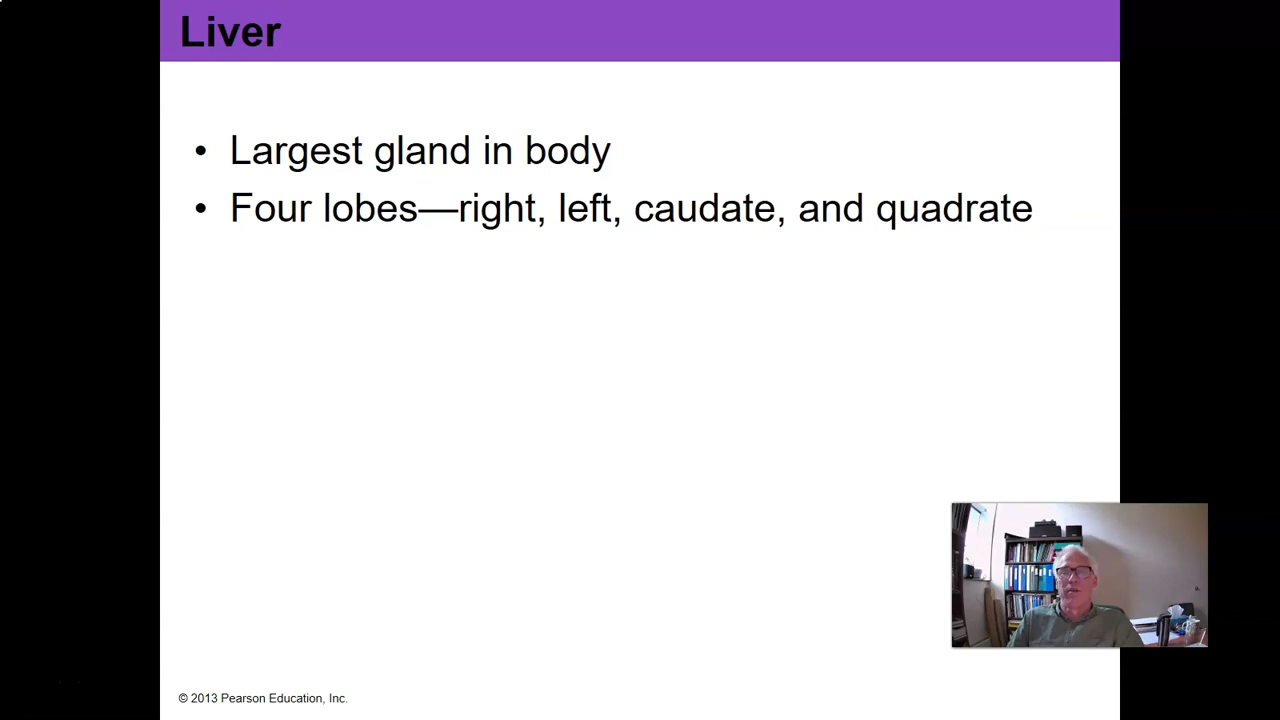 Liver
• Largest gland in body
• Four lobes—right, left, caudate, and quadrate
© 2013 Pearson Education, Inc.